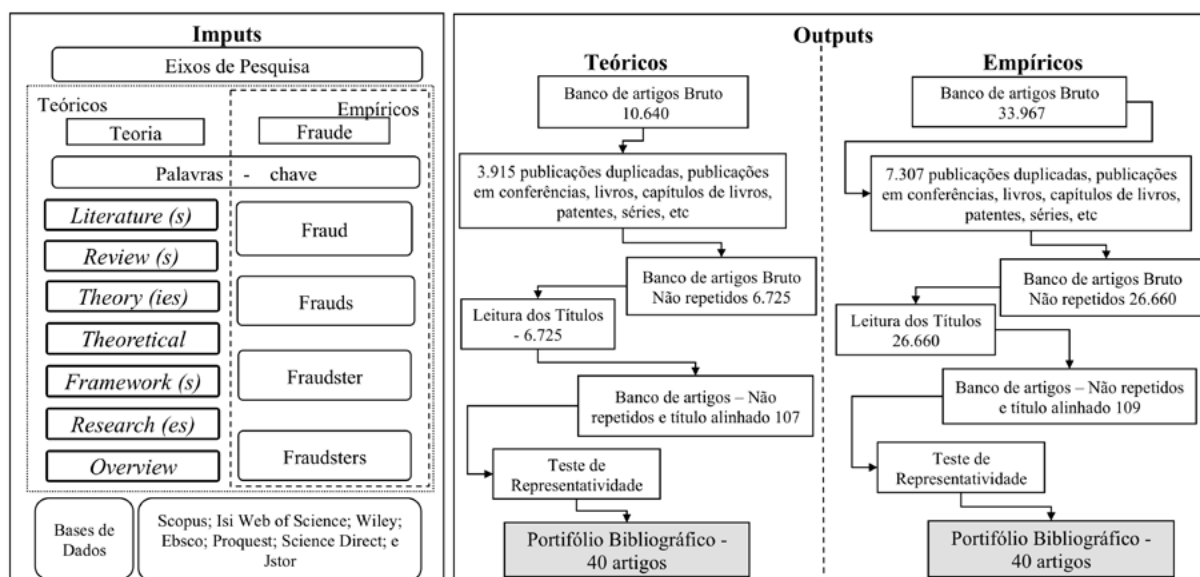 Imputs
Eixos de Pesquisa
Teóricos
Empíricos
Teoria
Fraude
Palavras - chave
Literature (s)
Review (s)
Theory (ies)
Theoretical
Framework (s)
Research (es)
Overview
Fraud
Frauds
Fraudster
Fraudsters
Bases de
Dados
Scopus; Isi Web of Science; Wiley;
Ebsco; Proquest; Science Direct; e
Jstor
Outputs
Teóricos
Banco de artigos Bruto
10.640
3.915 publicações duplicadas, publicações
em conferências, livros, capítulos de livros,
patentes, séries, etc
Banco de artigos Bruto
Não repetidos 6.725
Leitura dos Títulos
- 6.725
Banco de artigos – Não
repetidos e título alinhado 107
Teste de
Representatividade
Portifólio Bibliográfico -
40 artigos
Empíricos
Banco de artigos Bruto
33.967
7.307 publicações duplicadas, publicações
em conferências, livros, capítulos de livros,
patentes, séries, etc
Banco de artigos Bruto
Não repetidos 26.660
Leitura dos Títulos
26.660
Banco de artigos – Não repetidos
e título alinhado 109
Teste de
Representatividade
Portifólio Bibliográfico -
40 artigos